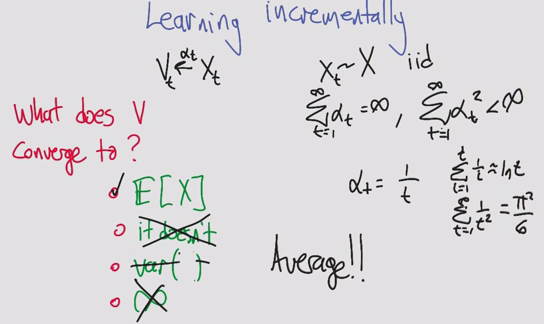 Learning incrementally
V_t ←^{α_t} X_t
X_t ~ X iid
∑_{t=1}^∞ α_t = ∞, ∑_{t=1}^∞ α_t² < ∞
What does V
converge to?
E[X]
it doesn't
var( )
∞
α_t = 1/t
∑_{t=1}^t 1/t ≈ ln t
∑_{t=1}^∞ 1/t² = π²/6
Average!!